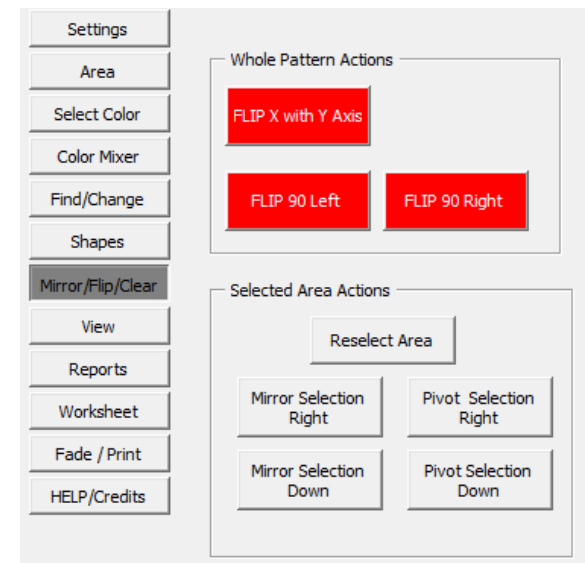 Settings
Area
Select Color
Color Mixer
Find/Change
Shapes
Mirror/Flip/Clear
View
Reports
Worksheet
Fade / Print
HELP/Credits
Whole Pattern Actions
FLIP X with Y Axis
FLIP 90 Left
FLIP 90 Right
Selected Area Actions
Reselect Area
Mirror Selection
Right
Pivot Selection
Right
Mirror Selection
Down
Pivot Selection
Down